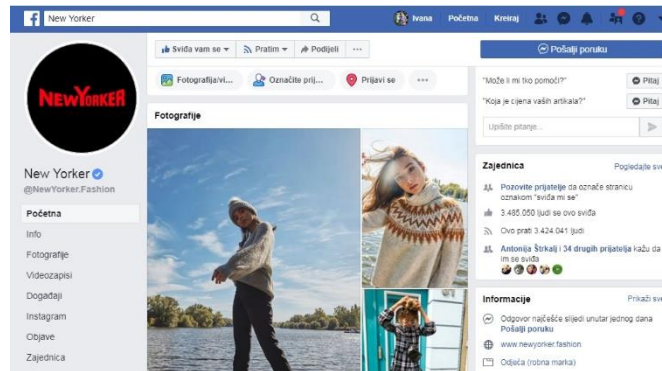 New Yorker
Ivana
Početna
Kreiraj
Sviđa vam se
Pratim
Podijeli
Pošalji poruku
Fotografija/vi...
Označite prij...
Prijavi se
NEWYORKER
New Yorker
@NewYorker.Fashion
Početna
Info
Fotografije
Videozapisi
Događaji
Instagram
Objave
Zajednica
Fotografije
"Može li mi tko pomoći?"
Pitaj
"Koja je cijena vaših artikala?"
Pitaj
Upišite pitanje...
Zajednica
Pogledajte sve
Pozovite prijatelje da označe stranicu
oznakom "sviđa mi se"
3.485.050 ljudi se ovo sviđa
Ovo prati 3.424.041 ljudi
Antonija Štrkalj i 34 drugih prijatelja kažu da
im se sviđa
Informacije
Prikaži sve
Odgovor najčešće slijedi unutar jednog dana
Pošalji poruku
www.newyorker.fashion
Odjeća (robna marka)